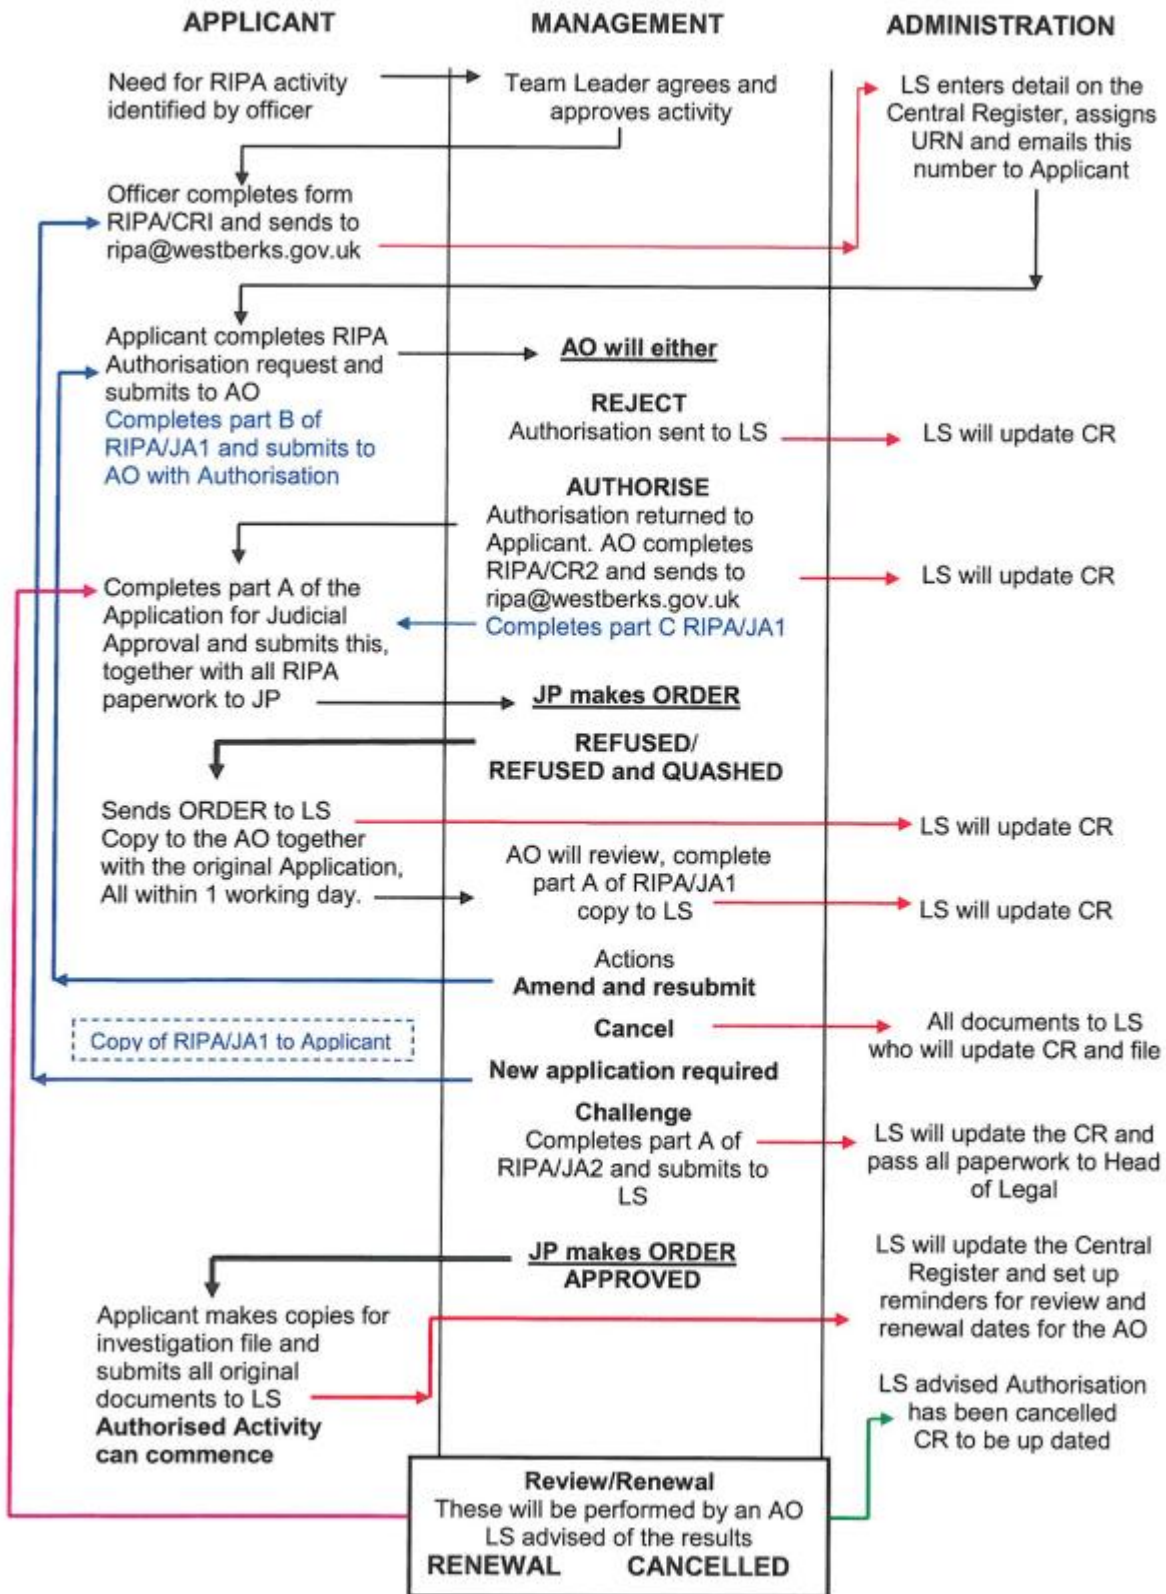 APPLICANT
MANAGEMENT
ADMINISTRATION
Need for RIPA activity
identified by officer
Team Leader agrees and
approves activity
LS enters detail on the
Central Register, assigns
URN and emails this
number to Applicant
Officer completes form
RIPA/CRI and sends to
ripa@westberks.gov.uk
Applicant completes RIPA
Authorisation request and
submits to AO
Completes part B of
RIPA/JA1 and submits to
AO with Authorisation
AO will either
REJECT
Authorisation sent to LS
LS will update CR
AUTHORISE
Authorisation returned to
Applicant. AO completes
RIPA/CR2 and sends to
ripa@westberks.gov.uk
Completes part C RIPA/JA1
LS will update CR
Completes part A of the
Application for Judicial
Approval and submits this,
together with all RIPA
paperwork to JP
JP makes ORDER
REFUSED/
REFUSED and QUASHED
Sends ORDER to LS
Copy to the AO together
with the original Application,
All within 1 working day.
LS will update CR
AO will review, complete
part A of RIPA/JA1
copy to LS
LS will update CR
Actions
Amend and resubmit
Cancel
All documents to LS
who will update CR and file
Copy of RIPA/JA1 to Applicant
New application required
Challenge
Completes part A of
RIPA/JA2 and submits to
LS
LS will update the CR and
pass all paperwork to Head
of Legal
JP makes ORDER
APPROVED
LS will update the Central
Register and set up
reminders for review and
renewal dates for the AO
Applicant makes copies for
investigation file and
submits all original
documents to LS
Authorised Activity
can commence
LS advised Authorisation
has been cancelled
CR to be up dated
Review/Renewal
These will be performed by an AO
LS advised of the results
RENEWAL CANCELLED